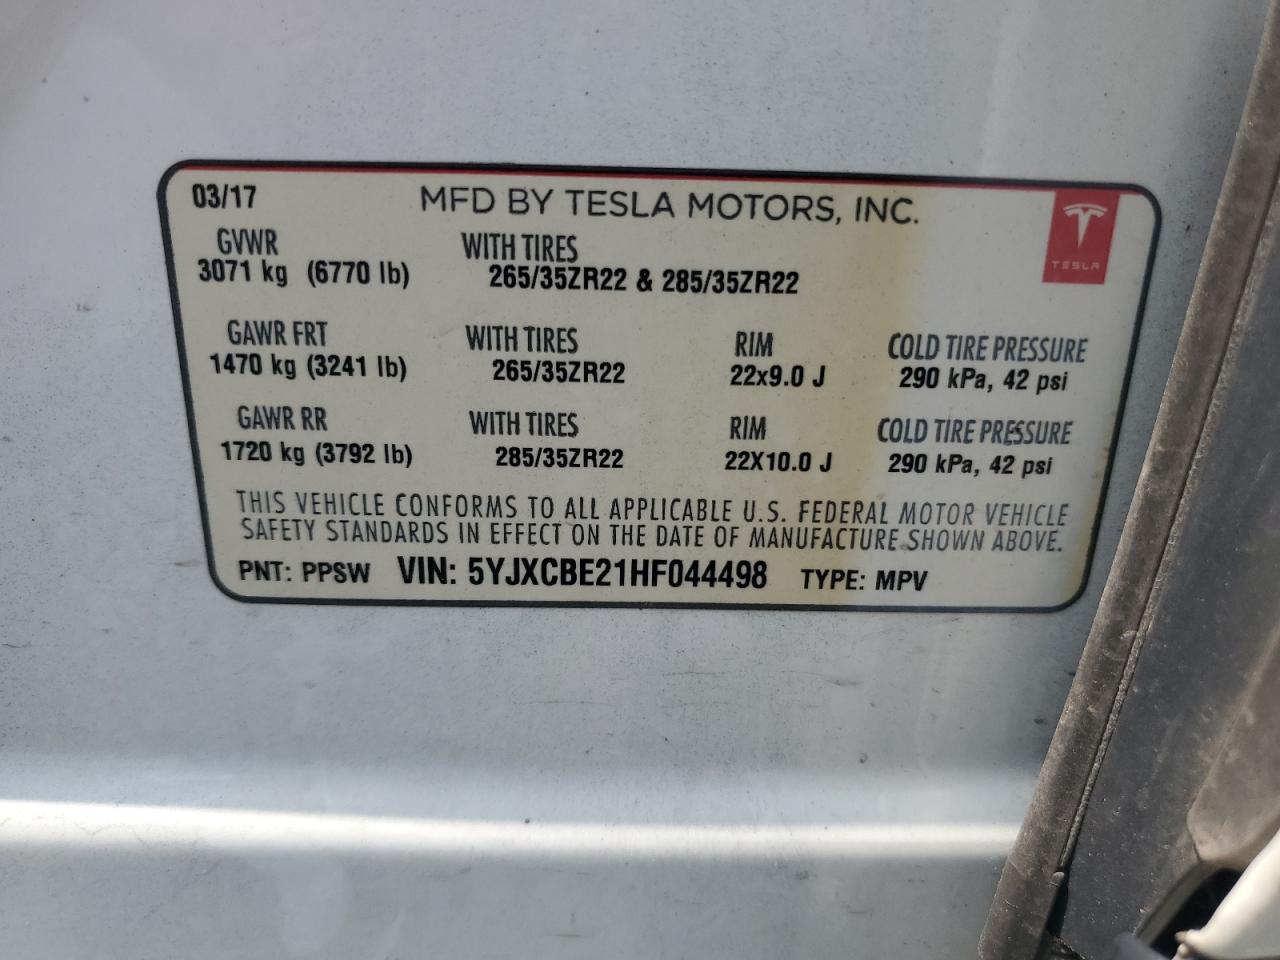 03/17 MFD BY TESLA MOTORS, INC.
TESLA
GVWR WITH TIRES
3071 kg (6770 lb) 265/35ZR22 & 285/35ZR22
GAWR FRT WITH TIRES RIM COLD TIRE PRESSURE
1470 kg (3241 lb) 265/35ZR22 22x9.0 J 290 kPa, 42 psi
GAWR RR WITH TIRES RIM COLD TIRE PRESSURE
1720 kg (3792 lb) 285/35ZR22 22X10.0 J 290 kPa, 42 psi
THIS VEHICLE CONFORMS TO ALL APPLICABLE U.S. FEDERAL MOTOR VEHICLE
SAFETY STANDARDS IN EFFECT ON THE DATE OF MANUFACTURE SHOWN ABOVE.
PNT: PPSW VIN: 5YJXCBE21HF044498 TYPE: MPV